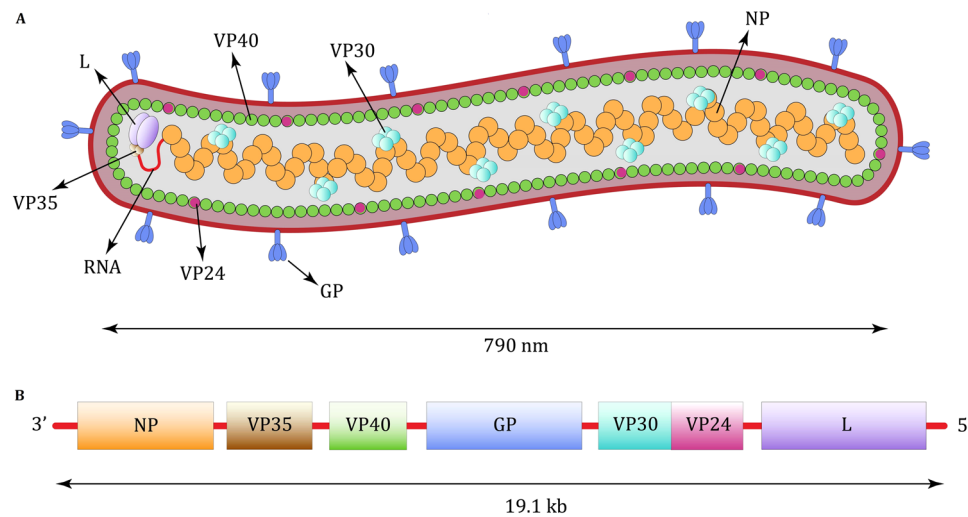 A
L
VP40
VP30
NP
VP35
RNA
VP24
GP
790 nm
B
3’
NP
VP35
VP40
GP
VP30
VP24
L
5
19.1 kb